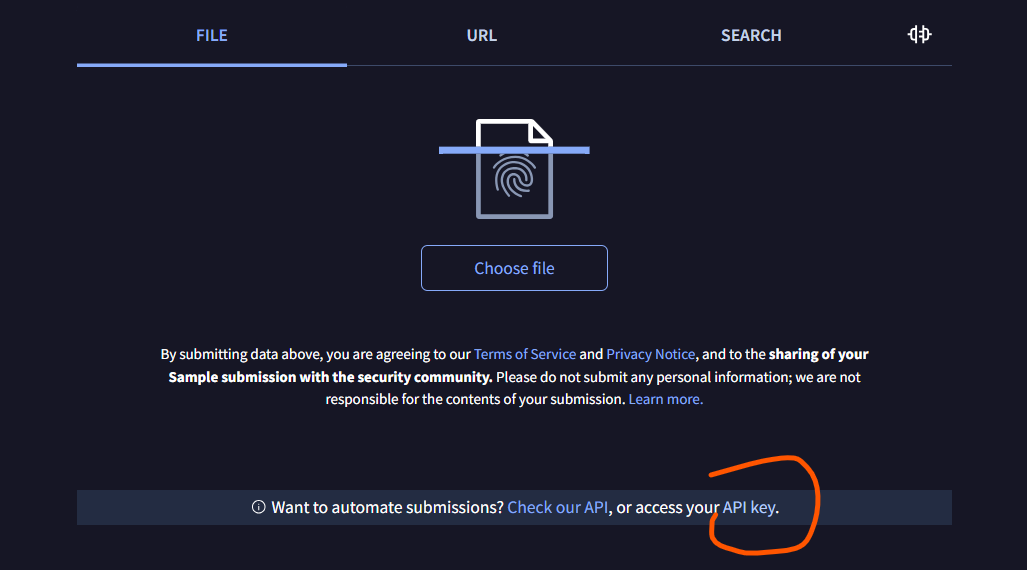 FILE
URL
SEARCH
Choose file
By submitting data above, you are agreeing to our Terms of Service and Privacy Notice, and to the sharing of your
Sample submission with the security community. Please do not submit any personal information; we are not
responsible for the contents of your submission. Learn more.
Want to automate submissions? Check our API, or access your API key.